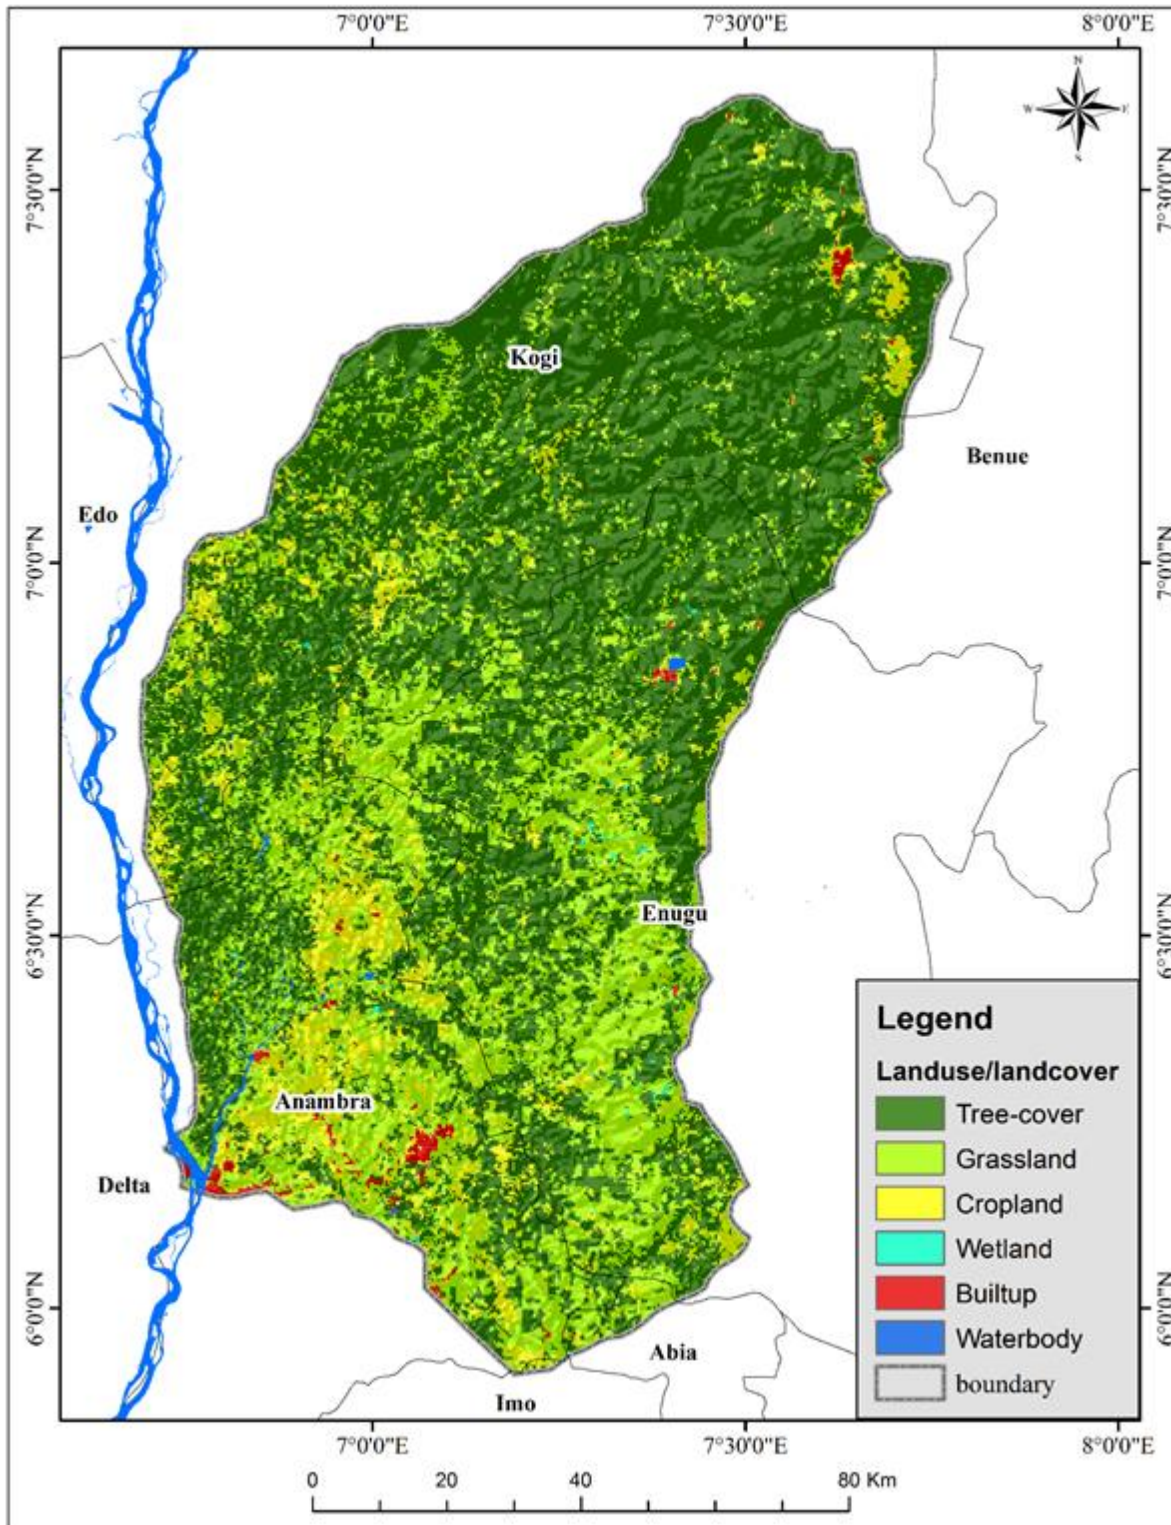 7°0'0"E 7°30'0"E 8°0'0"E
N
W E
S
7°30'0"N 7°30'0"N
Kogi
Benue
Edo
7°0'0"N 7°0'0"N
Enugu
6°30'0"N 6°30'0"N
Legend
Landuse/landcover
Tree-cover
Grassland
Cropland
Wetland
Builtup
Waterbody
boundary
Anambra
Delta
6°0'0"N 6°0'0"N
Abia
Imo
7°0'0"E 7°30'0"E 8°0'0"E
0 20 40 80 Km